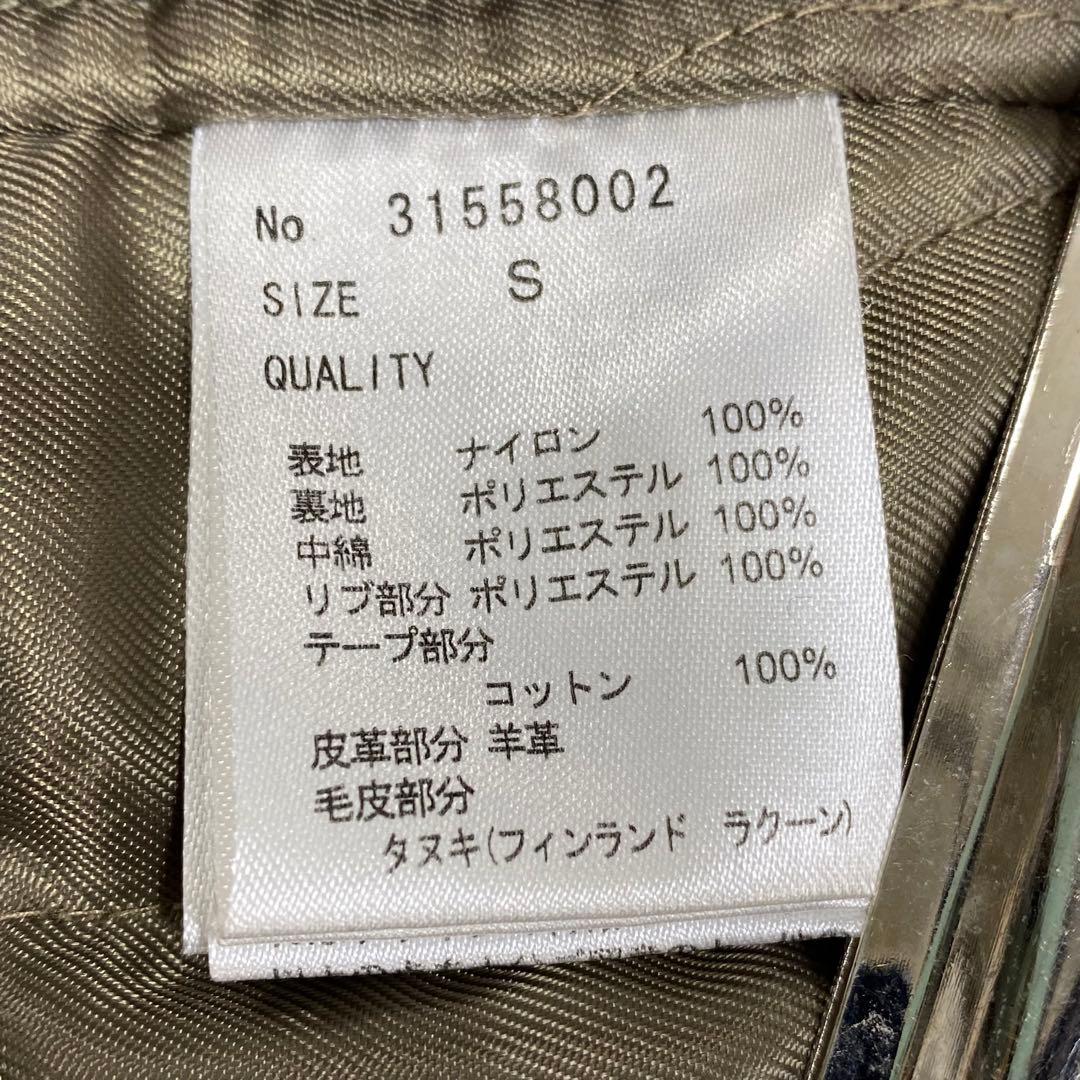 No 31558002
SIZE S
QUALITY
表地 ナイロン 100%
裏地 ポリエステル 100%
中綿 ポリエステル 100%
リブ部分 ポリエステル 100%
テープ部分
コットン 100%
皮革部分 羊革
毛皮部分
タヌキ(フィンランド ラクーン)